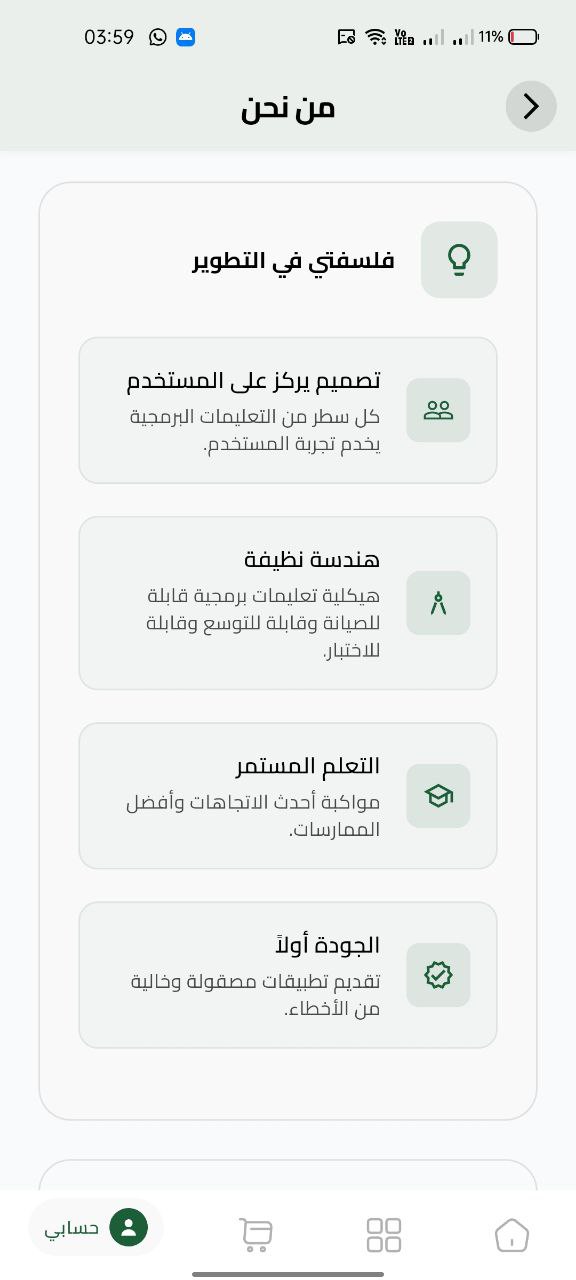 03:59
Vo LTE2 11%
من نحن
فلسفتي في التطوير
تصميم يركز على المستخدم
كل سطر من التعليمات البرمجية
يخدم تجربة المستخدم.
هندسة نظيفة
هيكلية تعليمات برمجية قابلة
للصيانة وقابلة للتوسع وقابلة
للاختبار.
التعلم المستمر
مواكبة أحدث الاتجاهات وأفضل
الممارسات.
الجودة أولاً
تقديم تطبيقات مصقولة وخالية
من الأخطاء.
حسابي